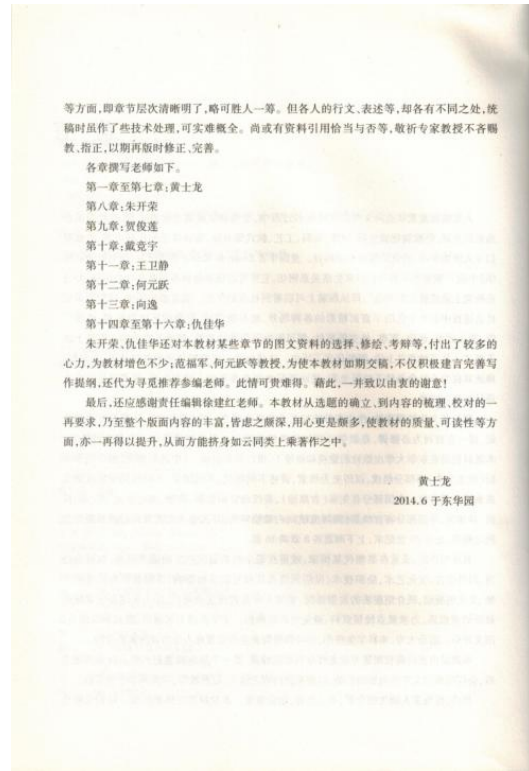 等方面，即章节层次清晰明了，略可胜人一筹。但各人的行文、表述等，却各有不同之处，统
稿时虽作了些技术处理，可实难概全。尚或有资料引用恰当与否等，敬祈专家教授不吝赐
教、指正，以期再版时修正、完善。
各章撰写老师如下。
第一章至第七章：黄士龙
第八章：朱开荣
第九章：贺俊莲
第十章：戴竞宇
第十一章：王卫静
第十二章：何元跃
第十三章：向逸
第十四章至第十六章：仇佳华
朱开荣、仇佳华还对本教材某些章节的图文资料的选择、修绘、考辩等，付出了较多的
心力，为教材增色不少；范福军、何元跃等教授，为使本教材如期交稿，不仅积极建言完善写
作提纲，还代为寻觅推荐参编老师。此情可贵难得。藉此，一并致以由衷的谢意！
最后，还应感谢责任编辑徐建红老师。本教材从选题的确立、到内容的梳理、校对的一
再要求，乃至整个版面内容的丰富，皆虑之颇深，用心更是颇多，使教材的质量、可读性等方
面，亦一再得以提升，从而方能挤身如云同类上乘著作之中。
黄士龙
2014.6于东华园